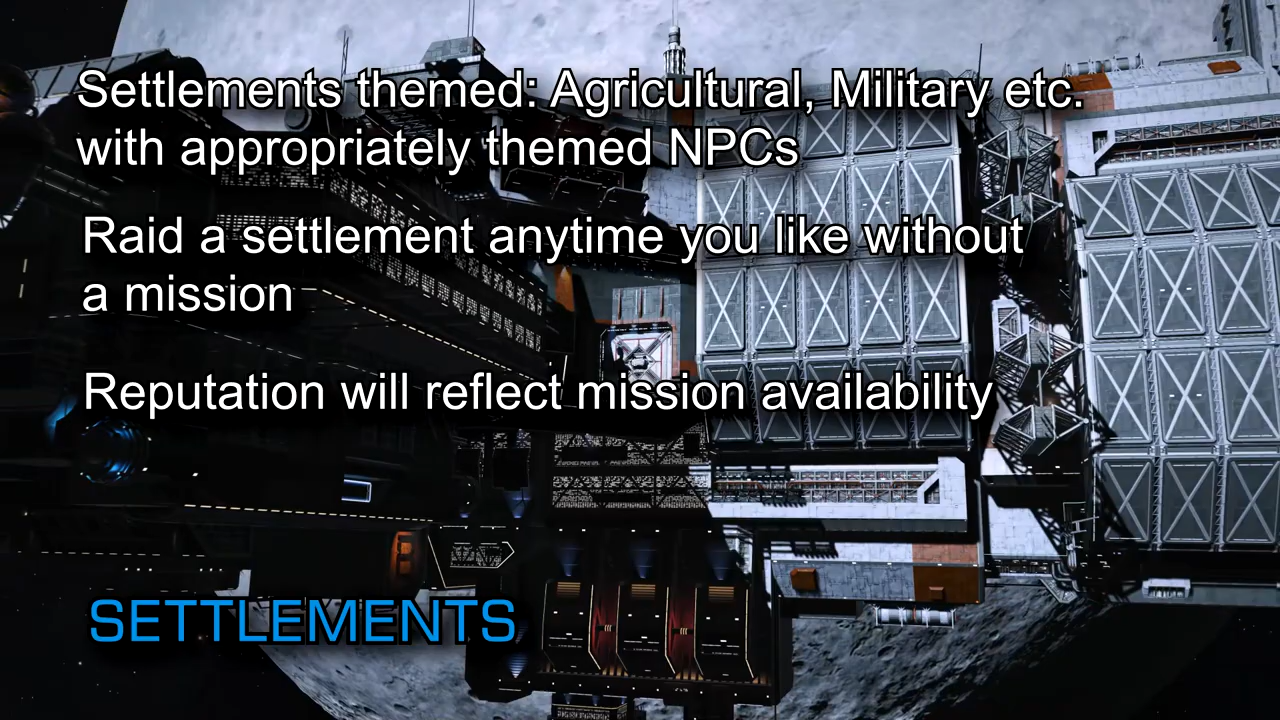 Settlements themed: Agricultural, Military etc.
with appropriately themed NPCs
Raid a settlement anytime you like without
a mission
Reputation will reflect mission availability
SETTLEMENTS